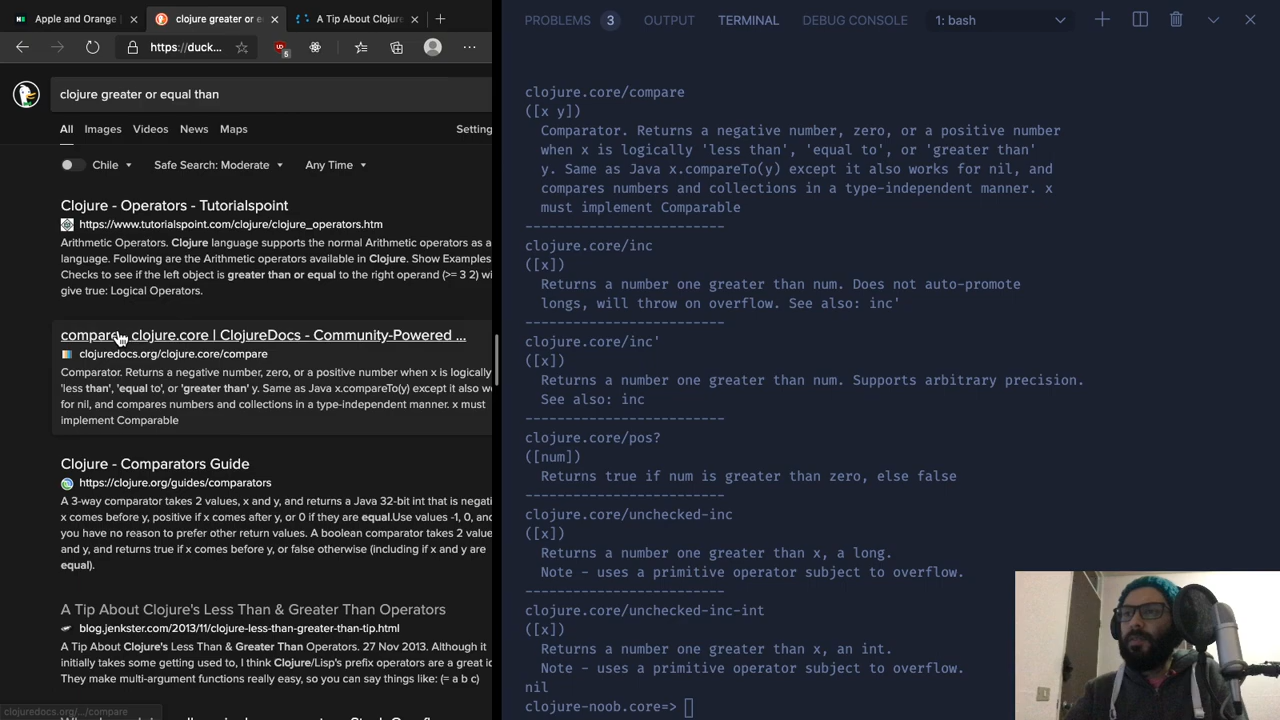 Apple and Orange |
clojure greater or e
A Tip About Clojure
https://duck...
5
clojure greater or equal than
All Images Videos News Maps
Setting
Chile
Safe Search: Moderate
Any Time
Clojure - Operators - Tutorialspoint
https://www.tutorialspoint.com/clojure/clojure_operators.htm
Arithmetic Operators. Clojure language supports the normal Arithmetic operators as a
language. Following are the Arithmetic operators available in Clojure. Show Examples
Checks to see if the left object is greater than or equal to the right operand (>= 3 2) wi
give true: Logical Operators.
compare clojure.core | ClojureDocs - Community-Powered ...
clojuredocs.org/clojure.core/compare
Comparator. Returns a negative number, zero, or a positive number when x is logically
'less than', 'equal to', or 'greater than' y. Same as Java x.compareTo(y) except it also wo
for nil, and compares numbers and collections in a type-independent manner. x must
implement Comparable
Clojure - Comparators Guide
https://clojure.org/guides/comparators
A 3-way comparator takes 2 values, x and y, and returns a Java 32-bit int that is negati
x comes before y, positive if x comes after y, or 0 if they are equal.Use values -1, 0, and
you have no reason to prefer other return values. A boolean comparator takes 2 value
and y, and returns true if x comes before y, or false otherwise (including if x and y are
equal).
A Tip About Clojure's Less Than & Greater Than Operators
blog.jenkster.com/2013/11/clojure-less-than-greater-than-tip.html
A Tip About Clojure's Less Than & Greater Than Operators. 27 Nov 2013. Although it
initially takes some getting used to, I think Clojure/Lisp's prefix operators are a great id
They make multi-argument functions really easy, so you can say things like: (= a b c)
clojuredocs.org/.../compare
PROBLEMS 3 OUTPUT TERMINAL DEBUG CONSOLE 1: bash
clojure.core/compare
([x y])
Comparator. Returns a negative number, zero, or a positive number
when x is logically 'less than', 'equal to', or 'greater than'
y. Same as Java x.compareTo(y) except it also works for nil, and
compares numbers and collections in a type-independent manner. x
must implement Comparable
-------------------------
clojure.core/inc
([x])
Returns a number one greater than num. Does not auto-promote
longs, will throw on overflow. See also: inc'
-------------------------
clojure.core/inc'
([x])
Returns a number one greater than num. Supports arbitrary precision.
See also: inc
-------------------------
clojure.core/pos?
([num])
Returns true if num is greater than zero, else false
-------------------------
clojure.core/unchecked-inc
([x])
Returns a number one greater than x, a long.
Note - uses a primitive operator subject to overflow.
-------------------------
clojure.core/unchecked-inc-int
([x])
Returns a number one greater than x, an int.
Note - uses a primitive operator subject to overflow.
nil
clojure-noob.core=>